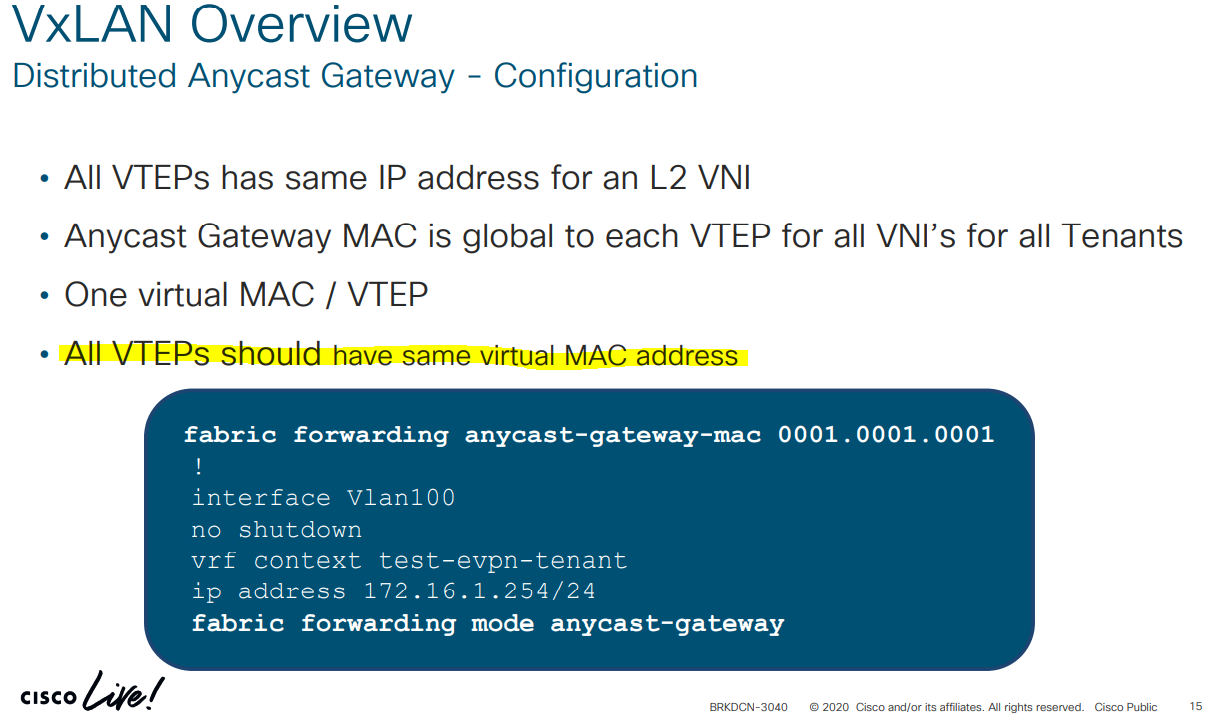 VxLAN Overview
Distributed Anycast Gateway - Configuration
• All VTEPs has same IP address for an L2 VNI
• Anycast Gateway MAC is global to each VTEP for all VNI's for all Tenants
• One virtual MAC / VTEP
• All VTEPs should have same virtual MAC address
fabric forwarding anycast-gateway-mac 0001.0001.0001
!
interface Vlan100
no shutdown
vrf context test-evpn-tenant
ip address 172.16.1.254/24
fabric forwarding mode anycast-gateway
CISCO Live!
BRKDCN-3040 © 2020 Cisco and/or its affiliates. All rights reserved. Cisco Public 15